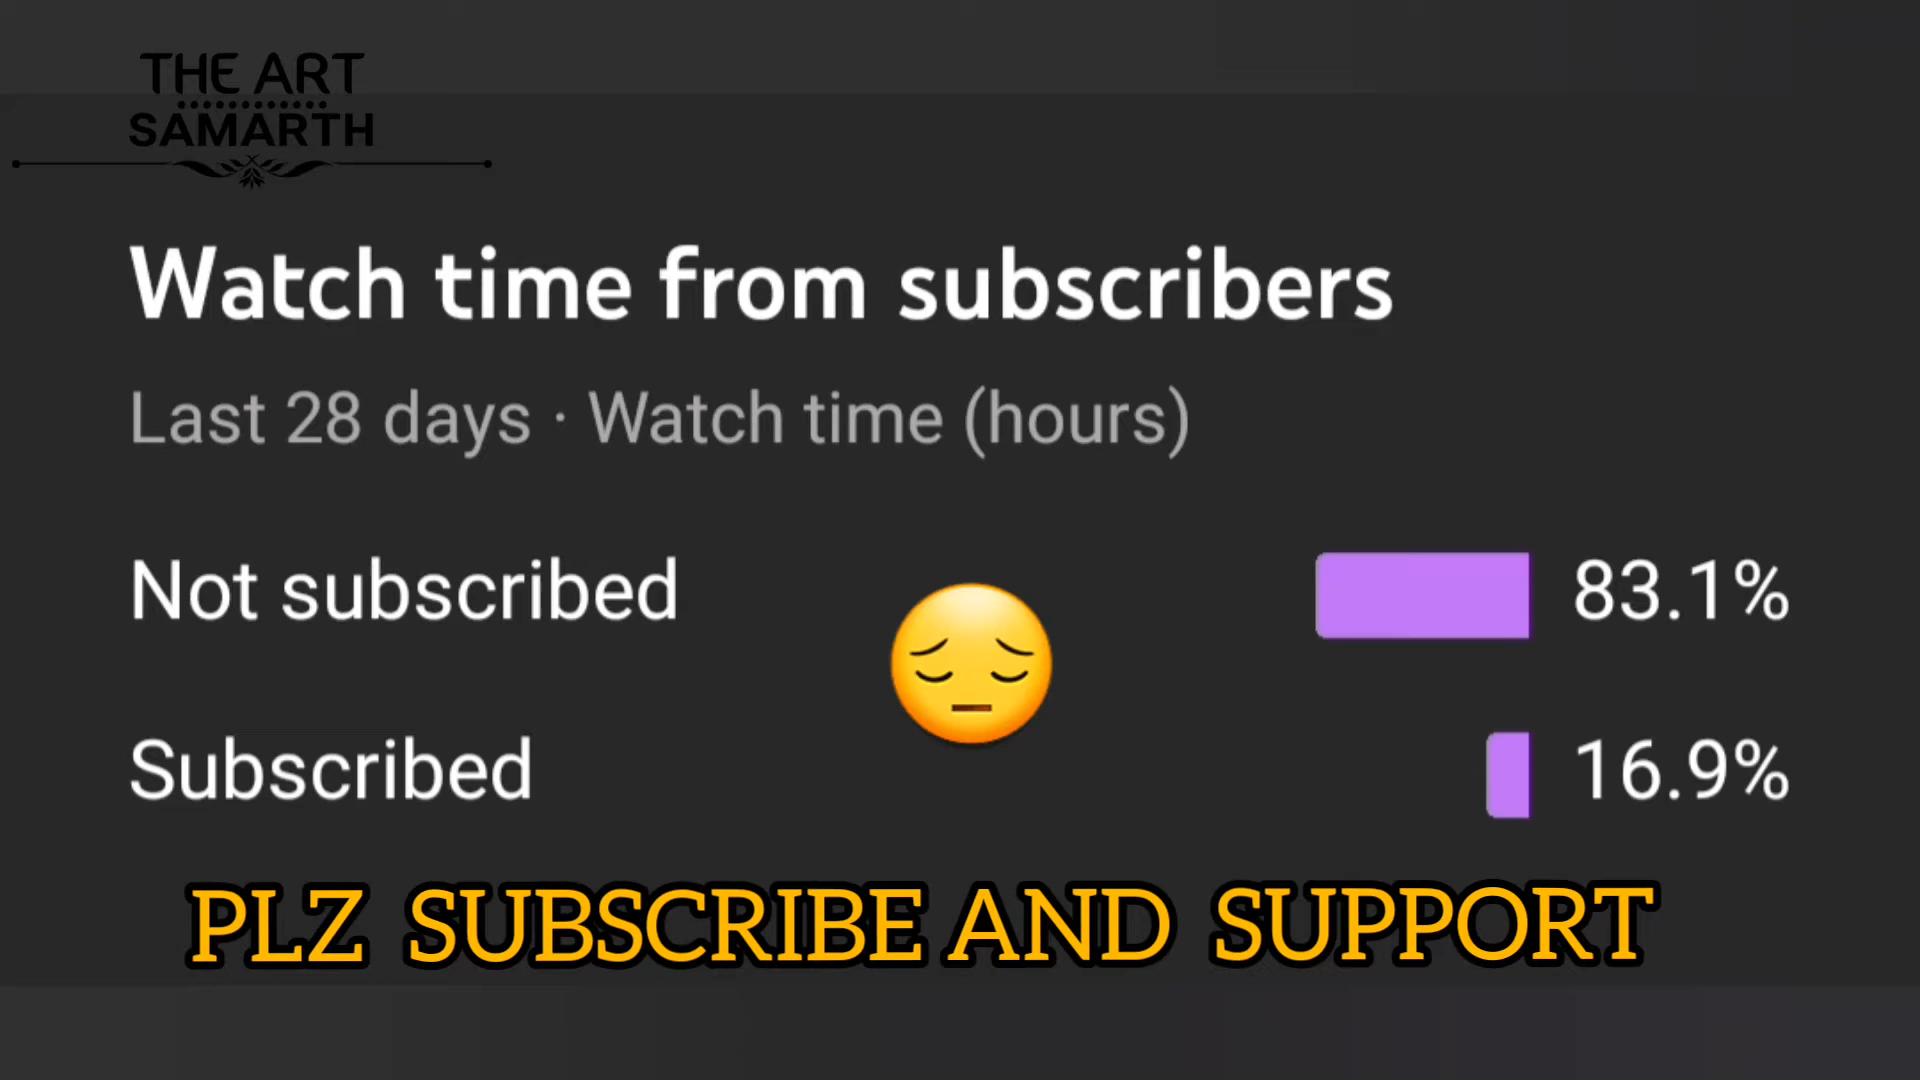 THE ART
SAMARTH
Watch time from subscribers
Last 28 days · Watch time (hours)
Not subscribed 83.1%
Subscribed 16.9%
PLZ SUBSCRIBE AND SUPPORT